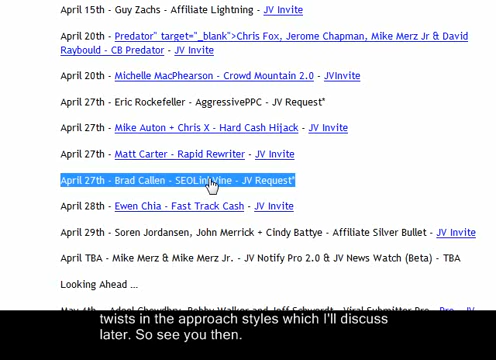 April 15th - Guy Zachs - Affiliate Lightning - JV Invite
April 20th - Predator" target="_blank">Chris Fox, Jerome Chapman, Mike Merz Jr & David
Raybould - CB Predator - JV Invite
April 20th - Michelle MacPhearson - Crowd Mountain 2.0 - JVInvite
April 27th - Eric Rockefeller - AggressivePPC - JV Request*
April 27th - Mike Auton + Chris X - Hard Cash Hijack - JV Invite
April 27th - Matt Carter - Rapid Rewriter - JV Invite
April 27th - Brad Callen - SEOLinkVine - JV Request*
April 28th - Ewen Chia - Fast Track Cash - JV Invite
April 29th - Soren Jordansen, John Merrick + Cindy Battye - Affiliate Silver Bullet - JV Invite
April TBA - Mike Merz & Mike Merz Jr. - JV Notify Pro 2.0 & JV News Watch (Beta) - TBA
Looking Ahead ...
twists in the approach styles which I'll discuss
later. So see you then.